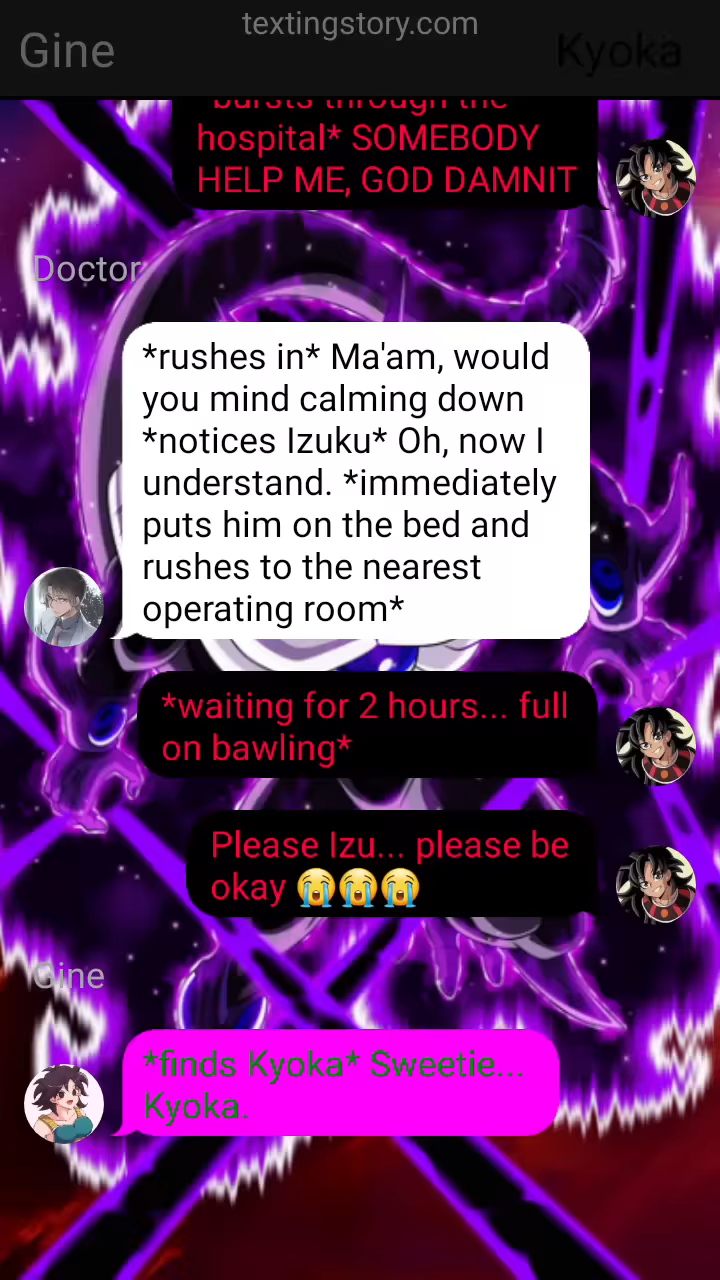 textingstory.com
Gine
Kyoka
*bursts through the
hospital* SOMEBODY
HELP ME, GOD DAMNIT
Doctor
*rushes in* Ma'am, would
you mind calming down
*notices Izuku* Oh, now I
understand. *immediately
puts him on the bed and
rushes to the nearest
operating room*
*waiting for 2 hours... full
on bawling*
Please Izu... please be
okay 😭😭😭
Gine
*finds Kyoka* Sweetie...
Kyoka.